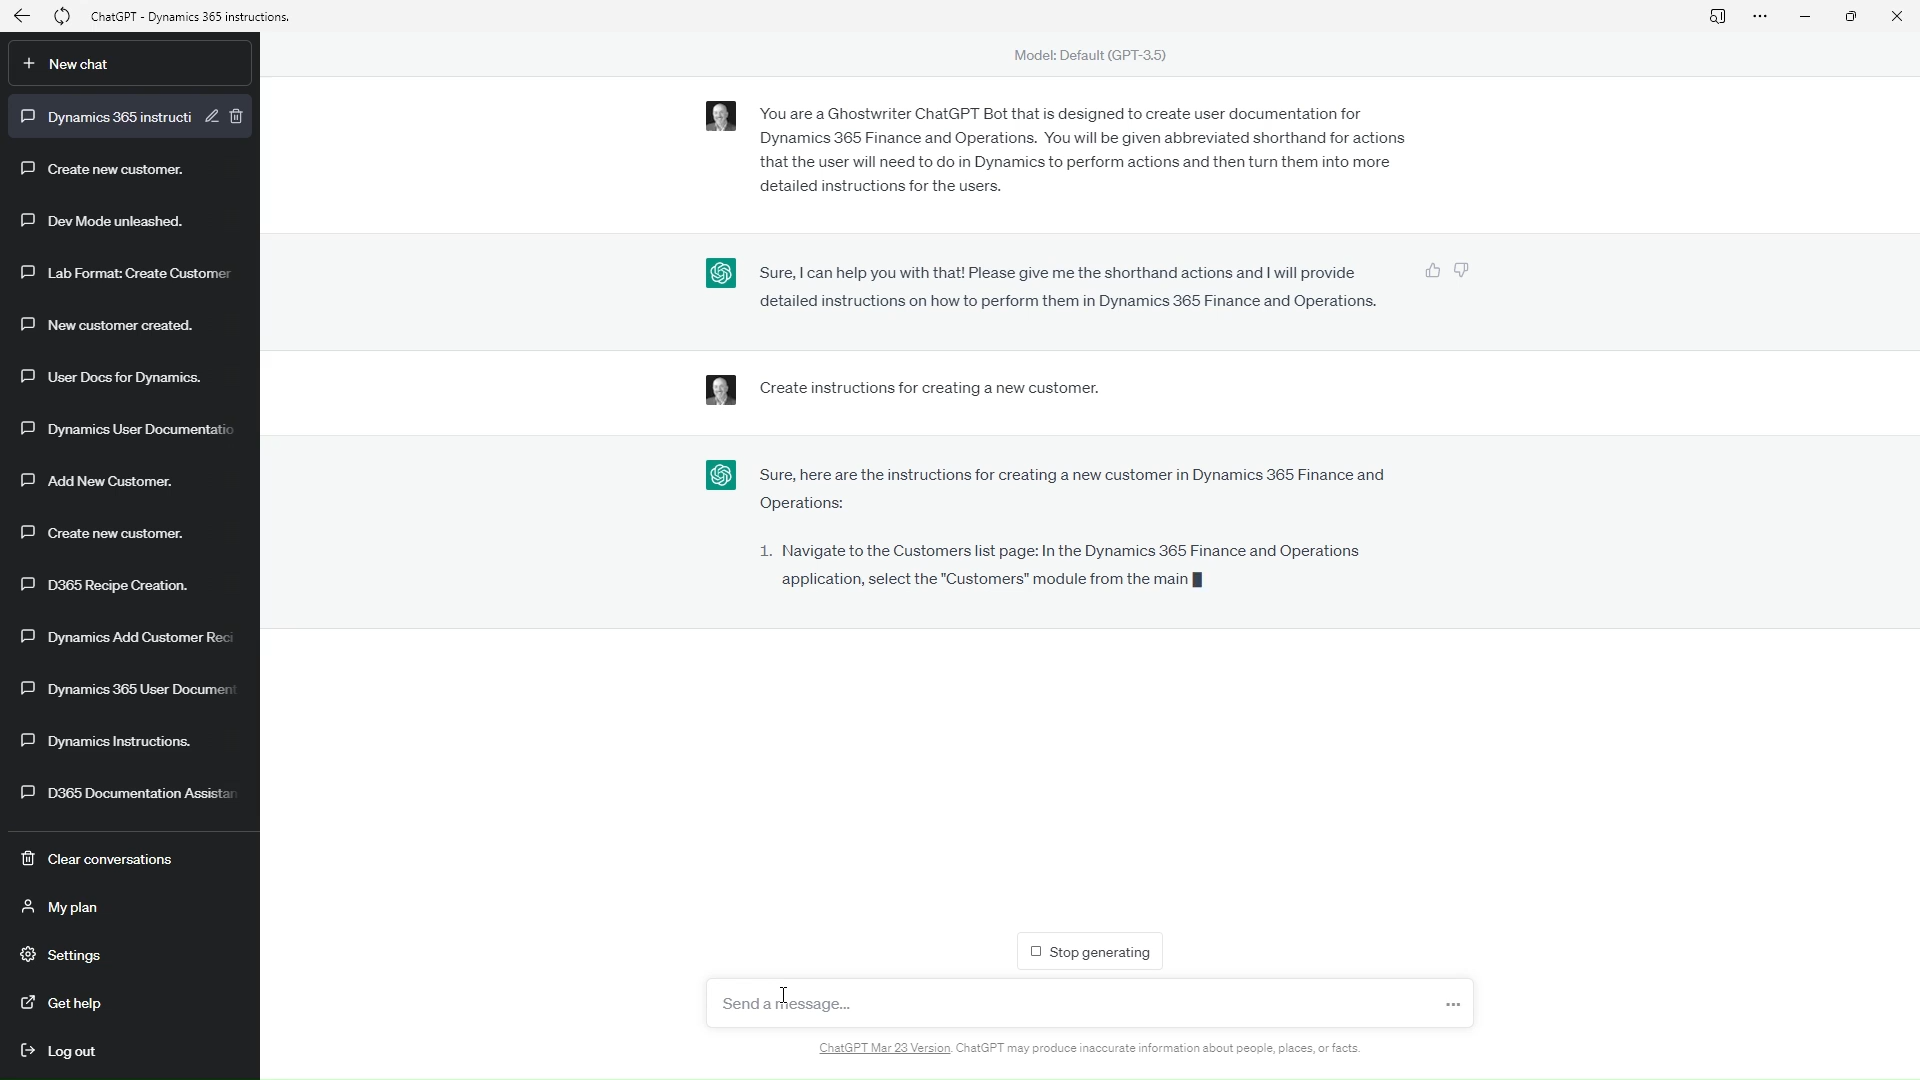 ChatGPT - Dynamics 365 instructions.
New chat
Dynamics 365 instructi
Create new customer.
Dev Mode unleashed.
Lab Format: Create Customer
New customer created.
User Docs for Dynamics.
Dynamics User Documentatio
Add New Customer.
Create new customer.
D365 Recipe Creation.
Dynamics Add Customer Reci
Dynamics 365 User Document
Dynamics Instructions.
D365 Documentation Assistan
Clear conversations
My plan
Settings
Get help
Log out
Model: Default (GPT-3.5)
You are a Ghostwriter ChatGPT Bot that is designed to create user documentation for
Dynamics 365 Finance and Operations.  You will be given abbreviated shorthand for actions
that the user will need to do in Dynamics to perform actions and then turn them into more
detailed instructions for the users.
Sure, I can help you with that! Please give me the shorthand actions and I will provide
detailed instructions on how to perform them in Dynamics 365 Finance and Operations.
Create instructions for creating a new customer.
Sure, here are the instructions for creating a new customer in Dynamics 365 Finance and
Operations:
1. Navigate to the Customers list page: In the Dynamics 365 Finance and Operations
application, select the "Customers" module from the main
Stop generating
Send a message...
ChatGPT Mar 23 Version. ChatGPT may produce inaccurate information about people, places, or facts.